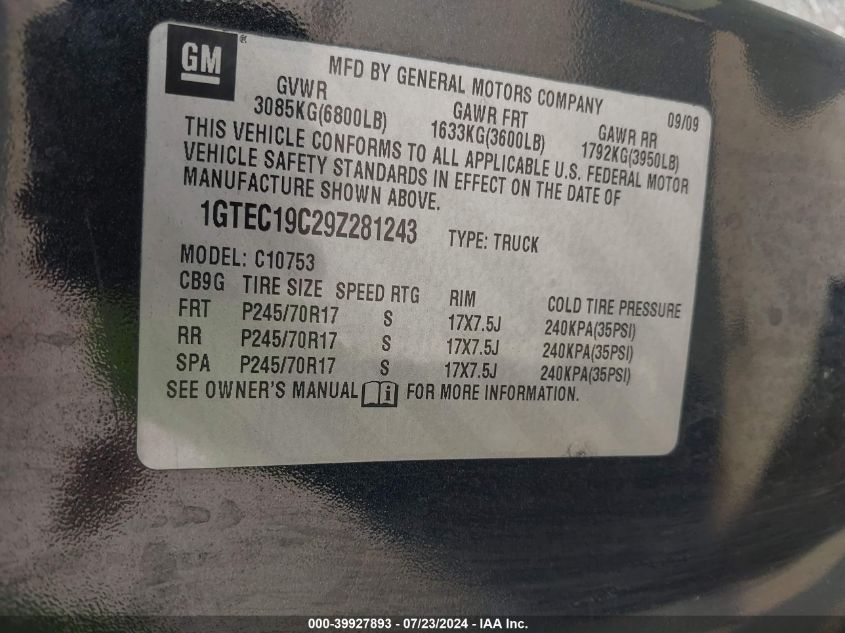 GM®
MFD BY GENERAL MOTORS COMPANY 09/09
GVWR GAWR FRT GAWR RR
3085KG(6800LB) 1633KG(3600LB) 1792KG(3950LB)
THIS VEHICLE CONFORMS TO ALL APPLICABLE U.S. FEDERAL MOTOR
VEHICLE SAFETY STANDARDS IN EFFECT ON THE DATE OF
MANUFACTURE SHOWN ABOVE.
1GTEC19C29Z281243 TYPE: TRUCK
MODEL: C10753
CB9G TIRE SIZE SPEED RTG RIM COLD TIRE PRESSURE
FRT P245/70R17 S 17X7.5J 240KPA(35PSI)
RR P245/70R17 S 17X7.5J 240KPA(35PSI)
SPA P245/70R17 S 17X7.5J 240KPA(35PSI)
SEE OWNER'S MANUAL i FOR MORE INFORMATION.
000-39927893 - 07/23/2024 - IAA Inc.